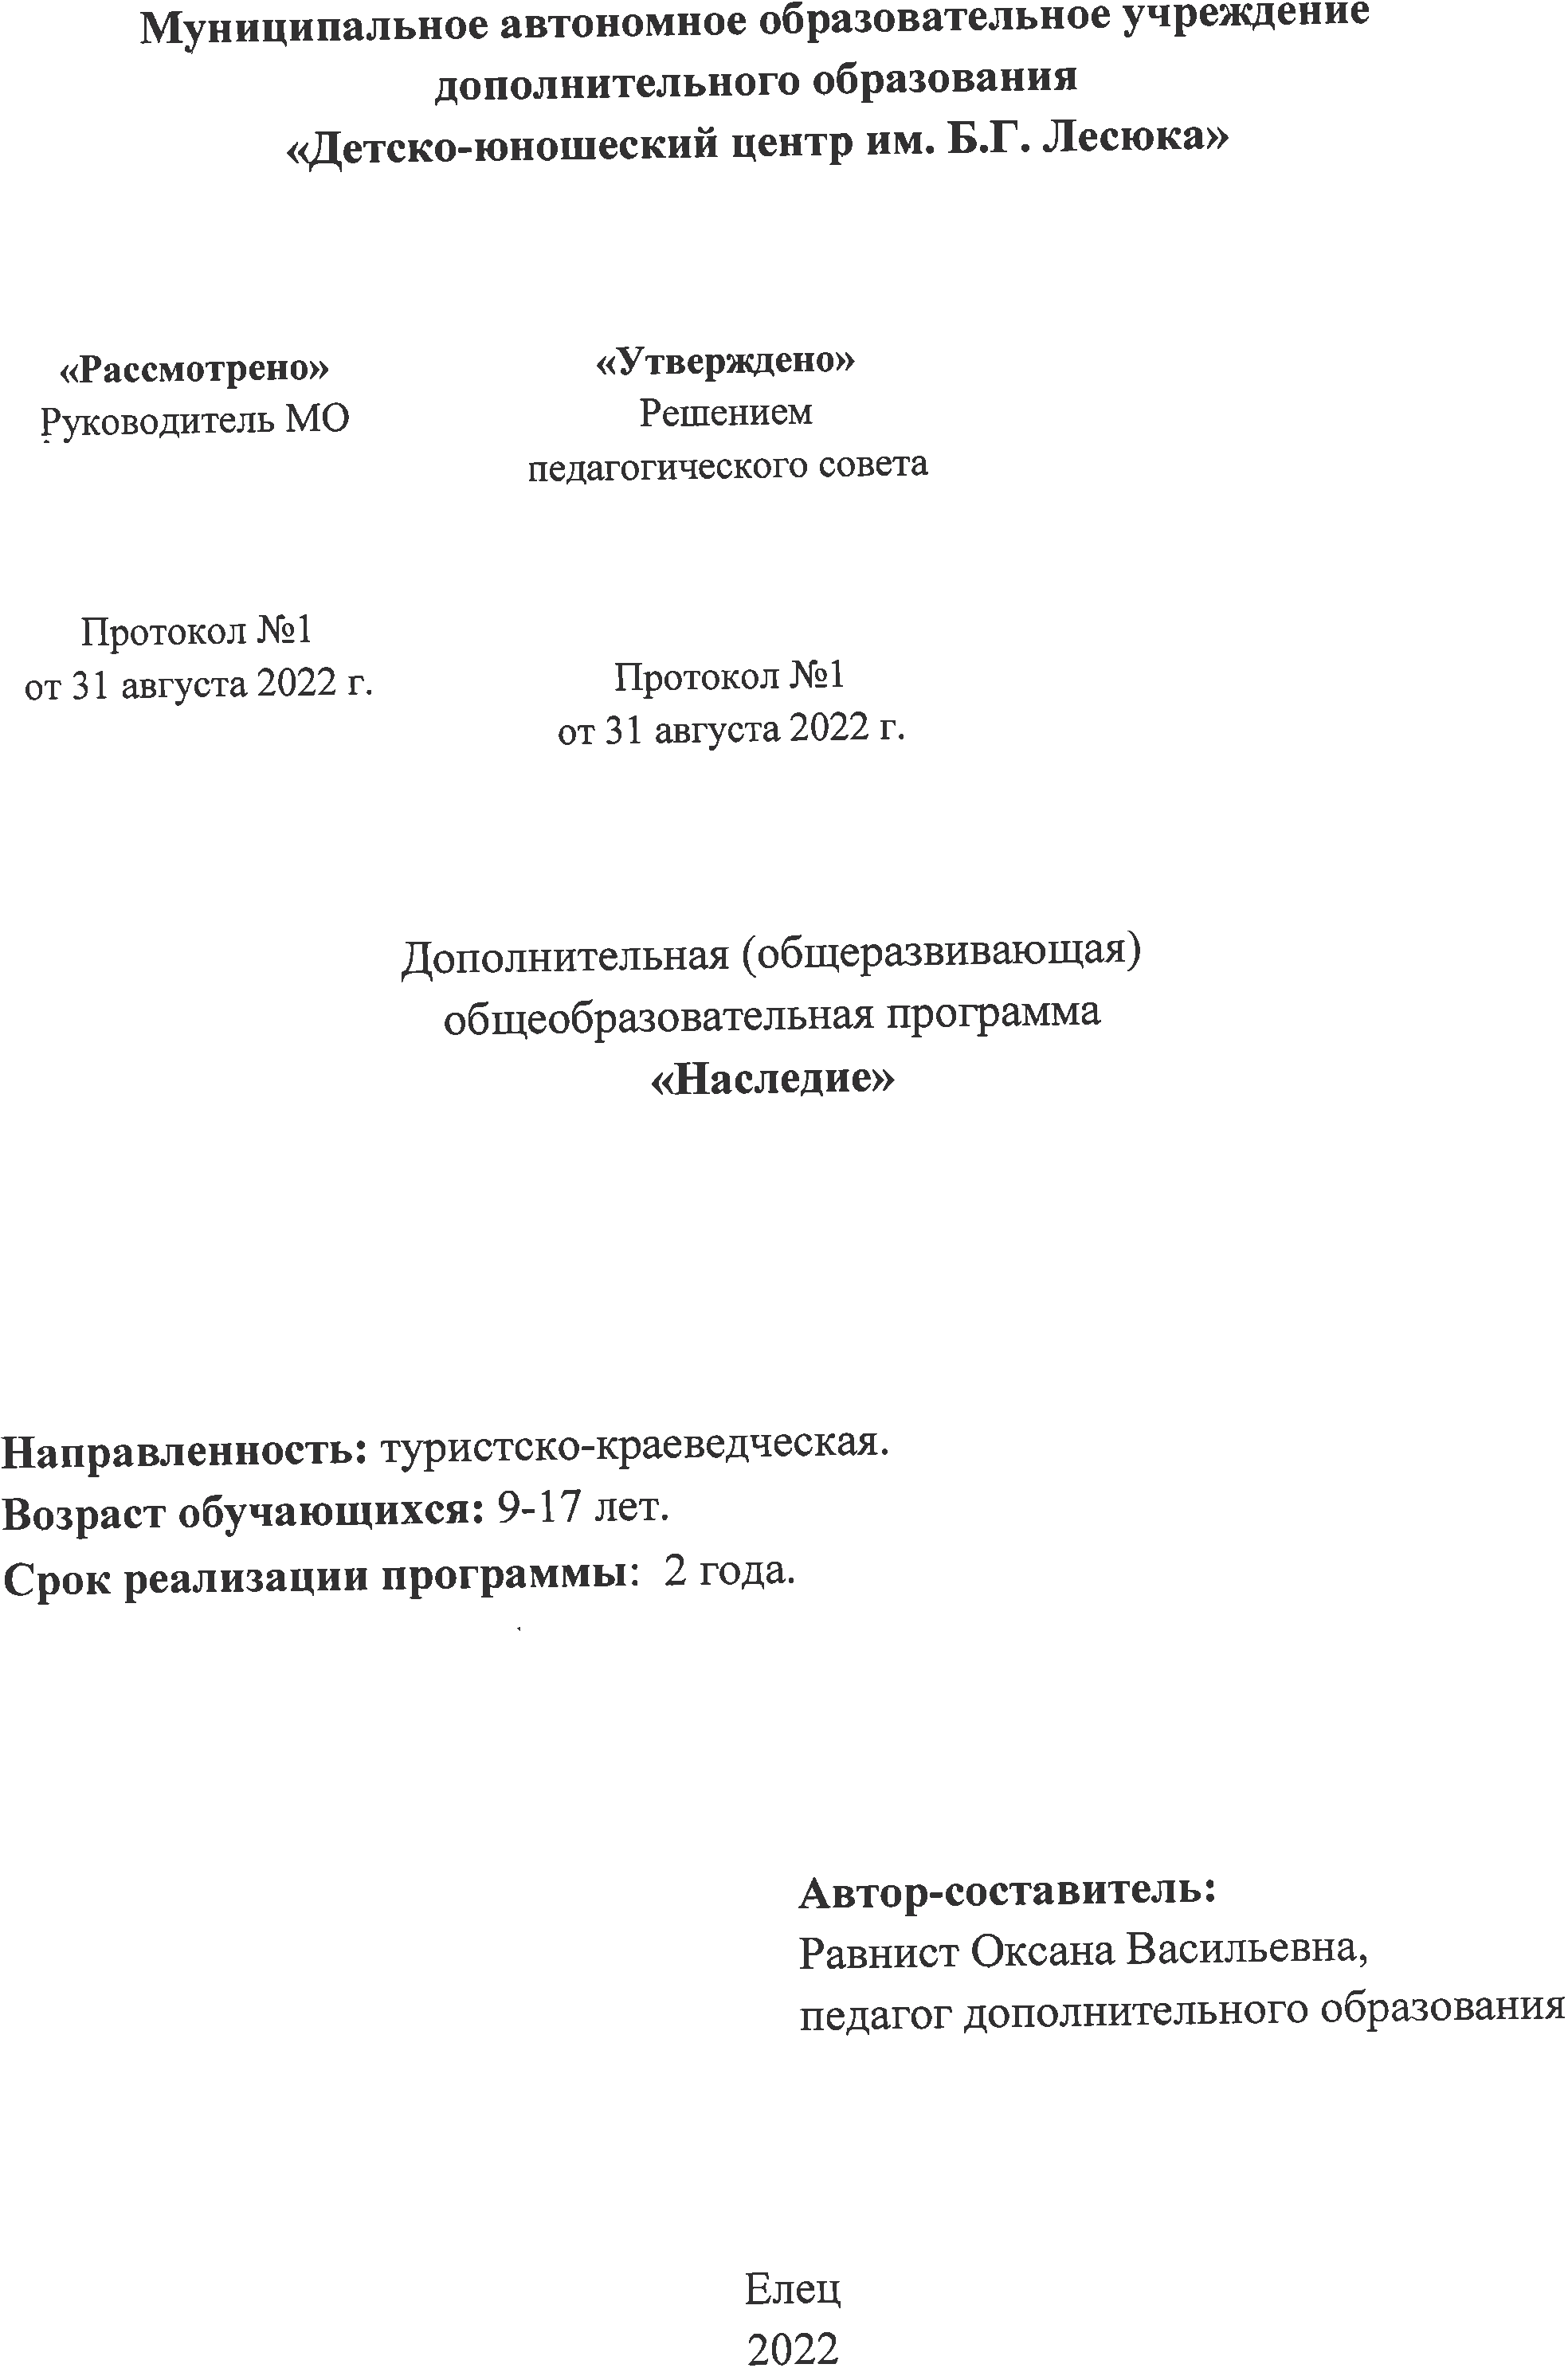 Муниципальное автономное образовательное учреждение
дополнительного образования
«Детско-юношеский центр им. Б.Г. Лесюка»
«Рассмотрено»
Руководитель МО
Протокол №1
от 31 августа 2022 г.
«Утверждено»
Решением
педагогического совета
Протокол №1
от 31 августа 2022 г.
Дополнительная (общеразвивающая)
общеобразовательная программа
«Наследие»
Направленность: туристско-краеведческая.
Возраст обучающихся: 9-17 лет.
Срок реализации программы: 2 года.
Автор-составитель:
Равнист Оксана Васильевна,
педагог дополнительного образования
Елец
2022